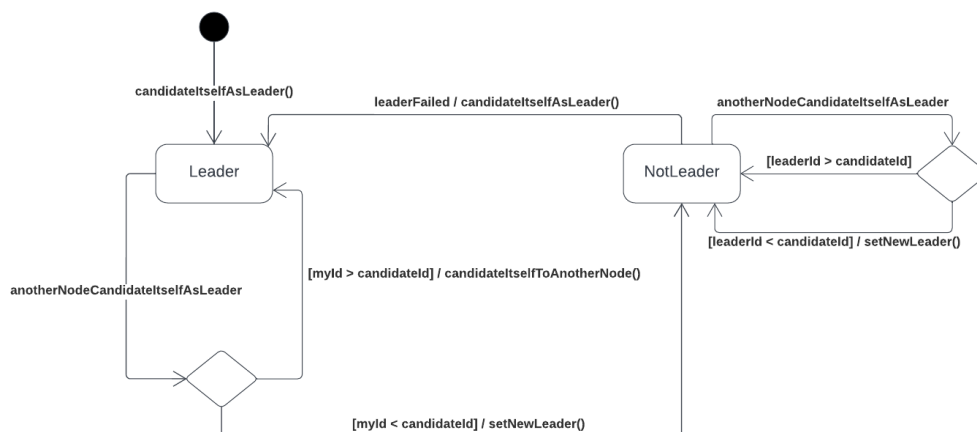 candidateItselfAsLeader()
leaderFailed / candidateItselfAsLeader()
anotherNodeCandidateItselfAsLeader
Leader
NotLeader
[leaderId > candidateId]
[leaderId < candidateId] / setNewLeader()
[myId > candidateId] / candidateItselfToAnotherNode()
anotherNodeCandidateItselfAsLeader
[myId < candidateId] / setNewLeader()